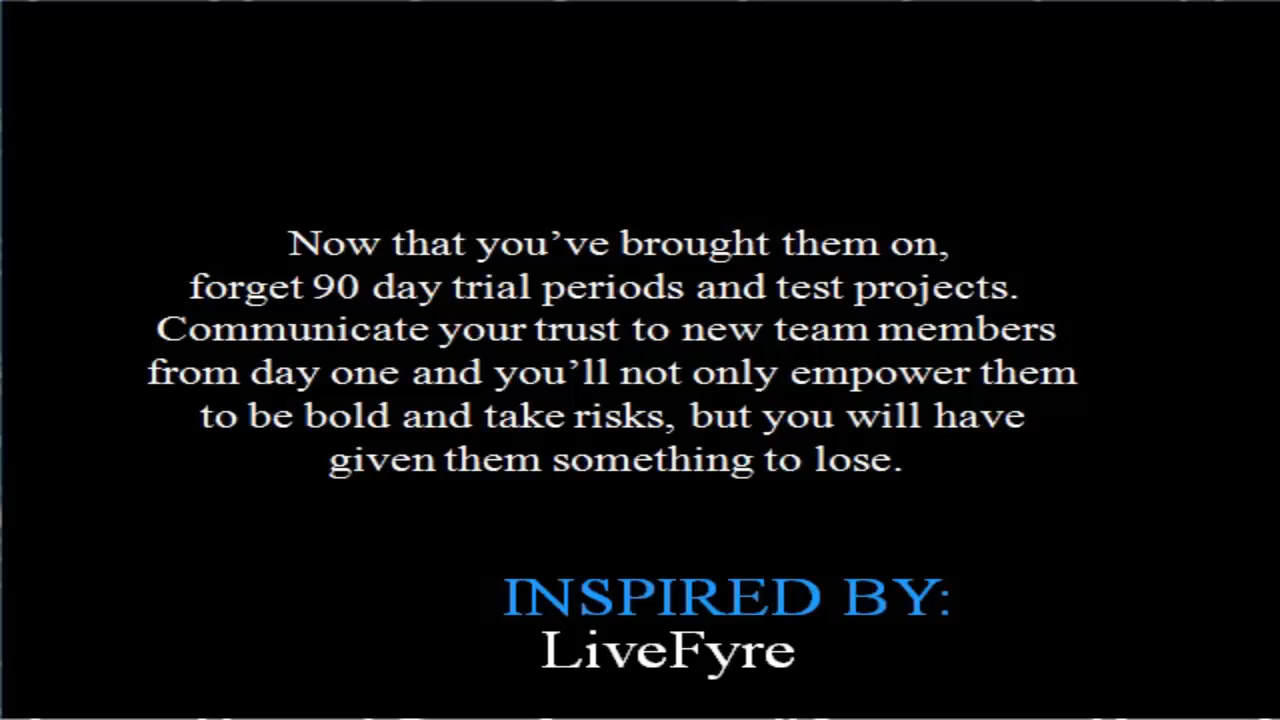 Now that you’ve brought them on,
forget 90 day trial periods and test projects.
Communicate your trust to new team members
from day one and you’ll not only empower them
to be bold and take risks, but you will have
given them something to lose.
INSPIRED BY:
LiveFyre